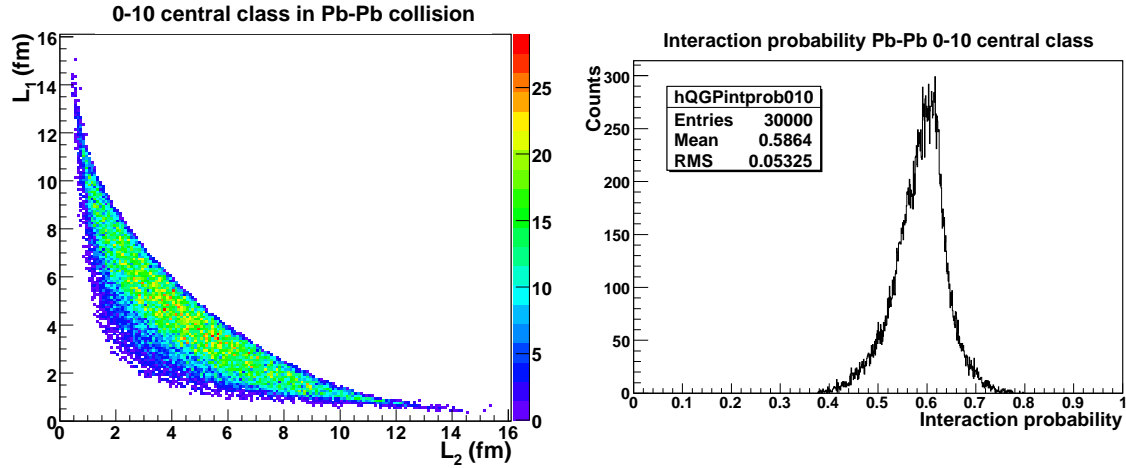 0-10 central class in Pb-Pb collision
L1 (fm)
16
14
12
10
8
6
4
2
0
0 2 4 6 8 10 12 14 16
L2 (fm)
25
20
15
10
5
0
Interaction probability Pb-Pb 0-10 central class
Counts
300
250
200
150
100
50
0
hQGPintprob010
Entries 30000
Mean 0.5864
RMS 0.05325
0 0.1 0.2 0.3 0.4 0.5 0.6 0.7 0.8 0.9 1
Interaction probability